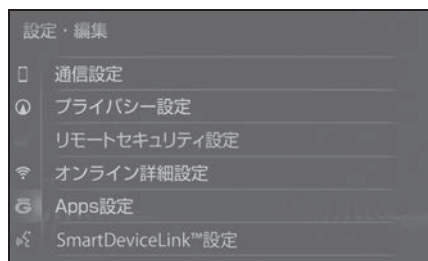 設定・編集
通信設定
プライバシー設定
リモートセキュリティ設定
オンライン詳細設定
Apps設定
SmartDeviceLink™設定